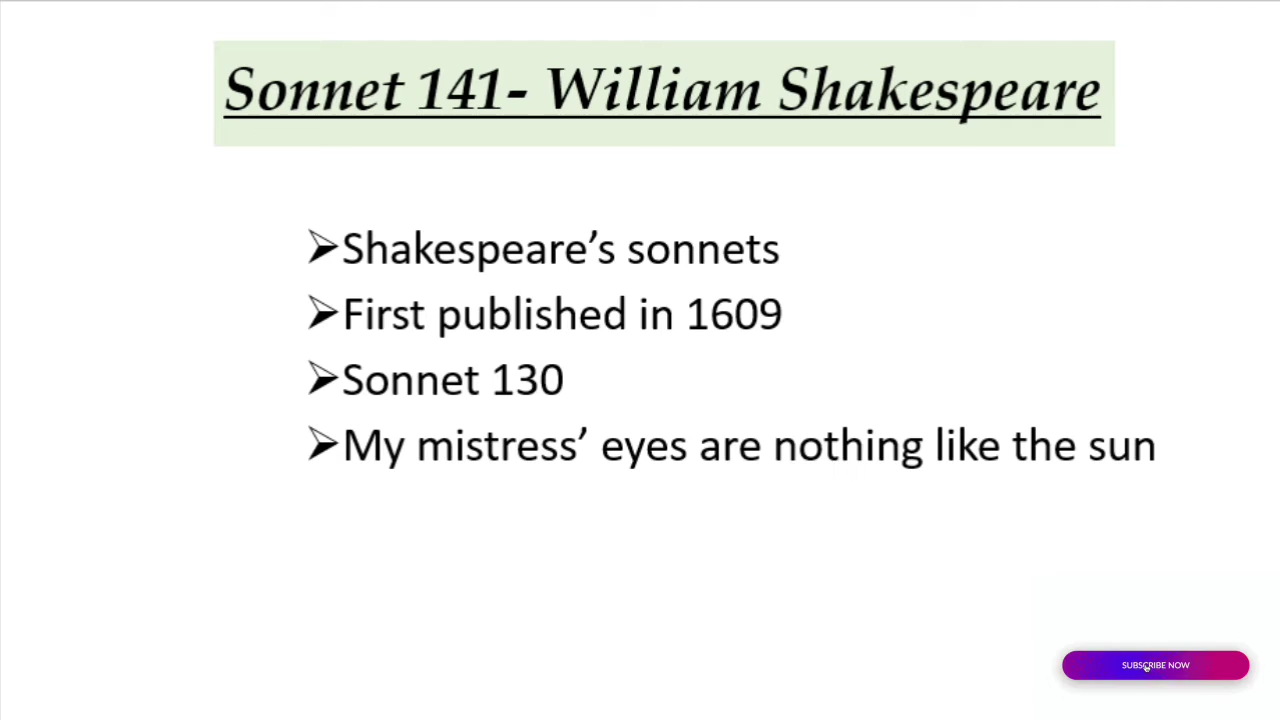 Sonnet 141- William Shakespeare
➢Shakespeare’s sonnets
➢First published in 1609
➢Sonnet 130
➢My mistress’ eyes are nothing like the sun
SUBSCRIBE NOW